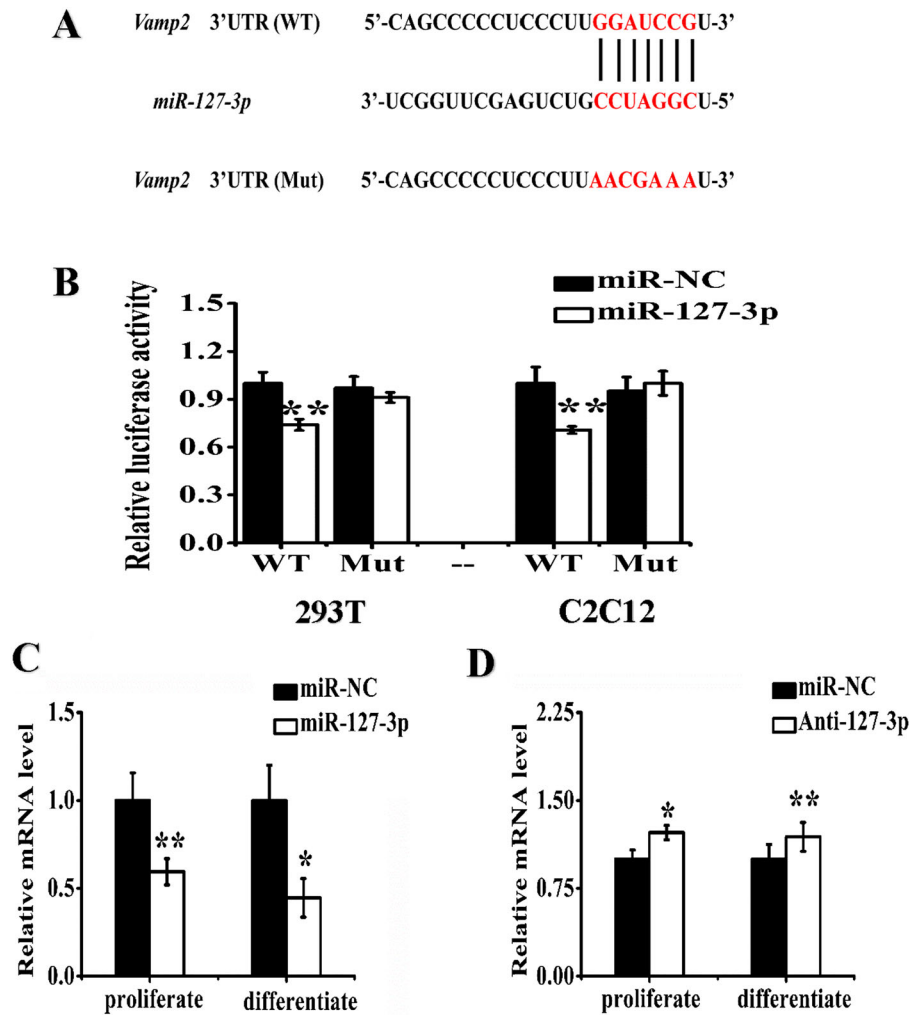 A
Vamp2 3'UTR (WT) 5'-CAGCCCCCUCCCUUGGAUCCGU-3'
miR-127-3p 3'-UCGGUUCGAGUCUGCCUAGGCU-5'
Vamp2 3'UTR (Mut) 5'-CAGCCCCCUCCCUUAACGAAAU-3'
B
miR-NC
miR-127-3p
Relative luciferase activity
1.5
1.2
0.9
0.6
0.3
0.0
**
**
WT Mut -- WT Mut
293T C2C12
C
miR-NC
miR-127-3p
Relative mRNA level
1.5
1.0
0.5
0.0
**
*
proliferate differentiate
D
miR-NC
Anti-127-3p
Relative mRNA level
2.25
1.50
0.75
0.00
*
**
proliferate differentiate